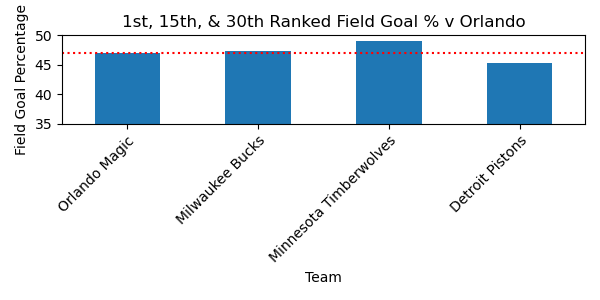 1st, 15th, & 30th Ranked Field Goal % v Orlando
Field Goal Percentage
50
45
40
35
Orlando Magic
Milwaukee Bucks
Minnesota Timberwolves
Detroit Pistons
Team